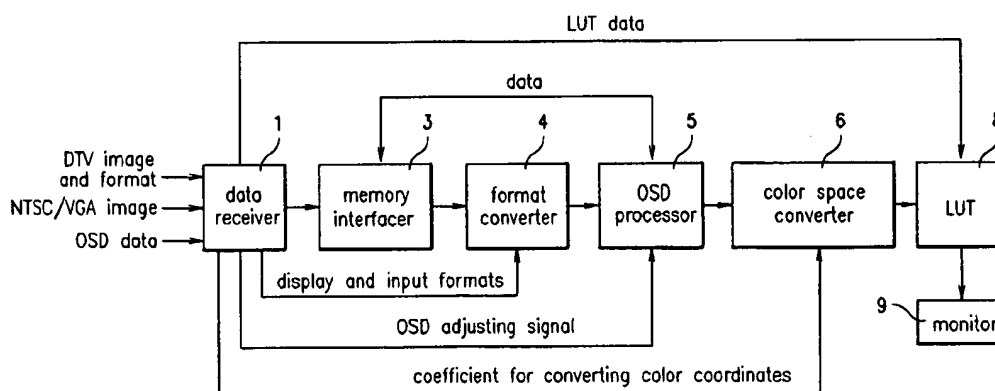 LUT data
data
1
3
4
5
6
8
DTV image
and format
NTSC/VGA image
OSD data
data
receiver
memory
interfacer
format
converter
OSD
processor
color space
converter
LUT
display and input formats
OSD adjusting signal
9
monitor
coefficient for converting color coordinates